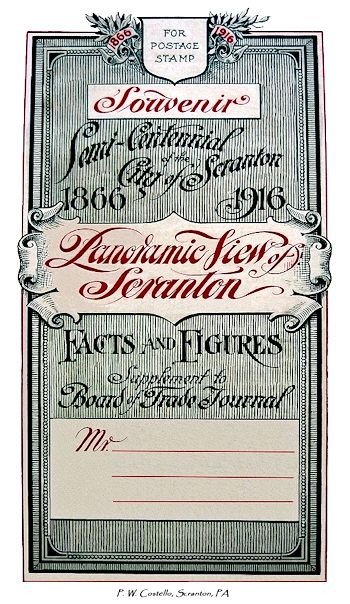 1866 FOR 1916
POSTAGE
STAMP
Souvenir
Semi-Centennial
of the
City of Scranton
1866 1916
Panoramic View of
Scranton
FACTS AND FIGURES
Supplement to
Board of Trade Journal
Mr.
P. W. Costello, Scranton, PA